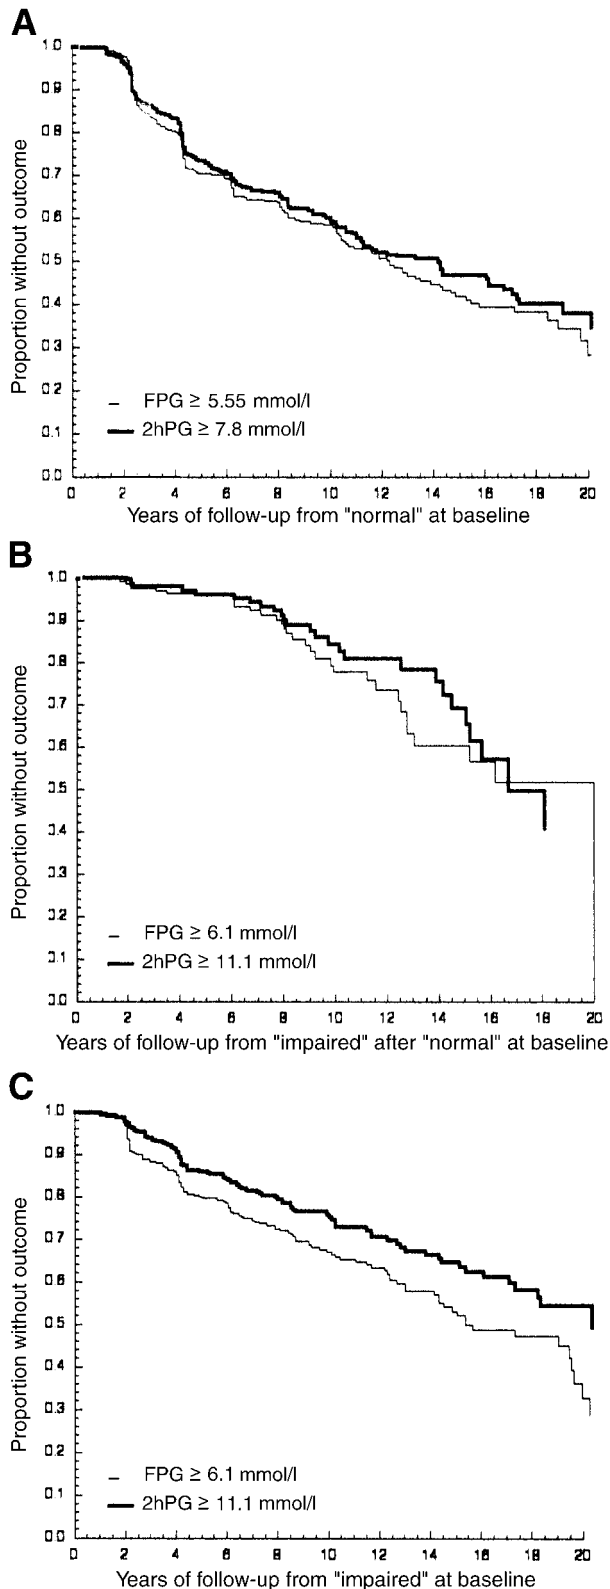 A
Proportion without outcome
1.0
0.9
0.8
0.7
0.6
0.5
0.4
0.3
0.2
0.1
0.0
FPG ≥ 5.55 mmol/l
2hPG ≥ 7.8 mmol/l
0 2 4 6 8 10 12 14 16 18 20
Years of follow-up from "normal" at baseline
B
Proportion without outcome
1.0
0.9
0.8
0.7
0.6
0.5
0.4
0.3
0.2
0.1
0.0
FPG ≥ 6.1 mmol/l
2hPG ≥ 11.1 mmol/l
0 2 4 6 8 10 12 14 16 18 20
Years of follow-up from "impaired" after "normal" at baseline
C
Proportion without outcome
1.0
0.9
0.8
0.7
0.6
0.5
0.4
0.3
0.2
0.1
0.0
FPG ≥ 6.1 mmol/l
2hPG ≥ 11.1 mmol/l
0 2 4 6 8 10 12 14 16 18 20
Years of follow-up from "impaired" at baseline